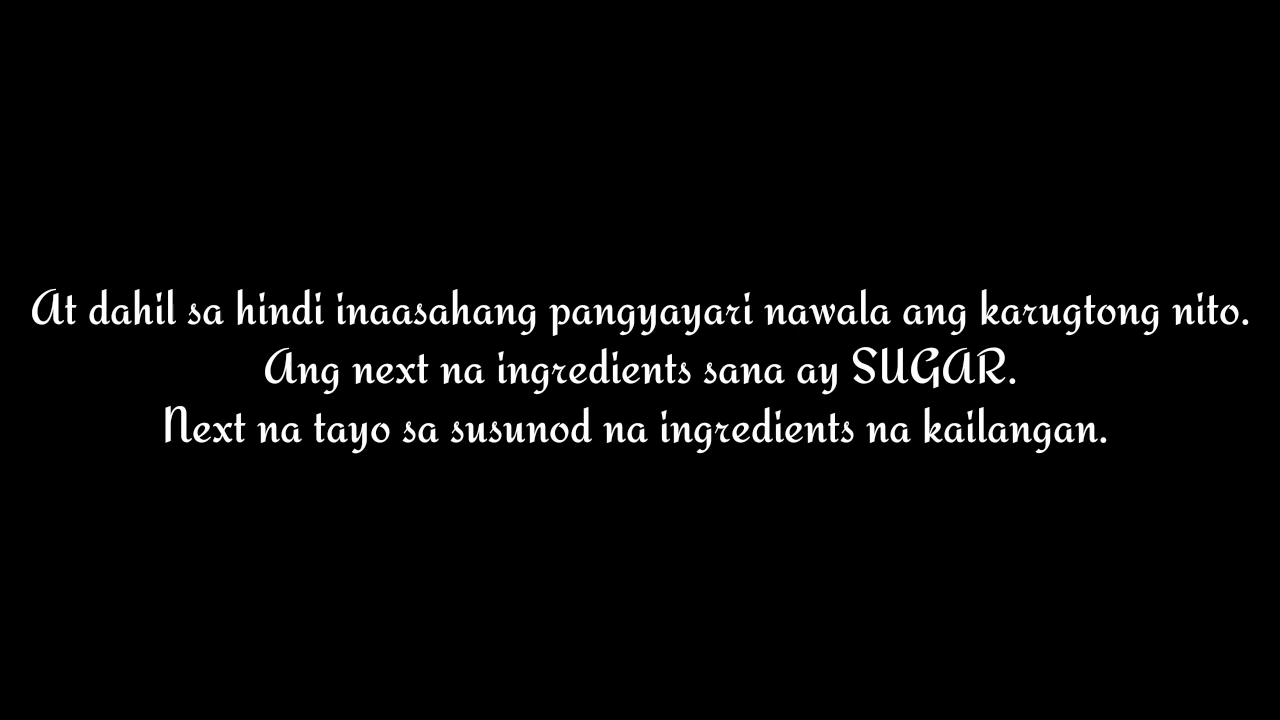 At dahil sa hindi inaasahang pangyayari nawala ang karugtong nito.
Ang next na ingredients sana ay SUGAR.
Next na tayo sa susunod na ingredients na kailangan.